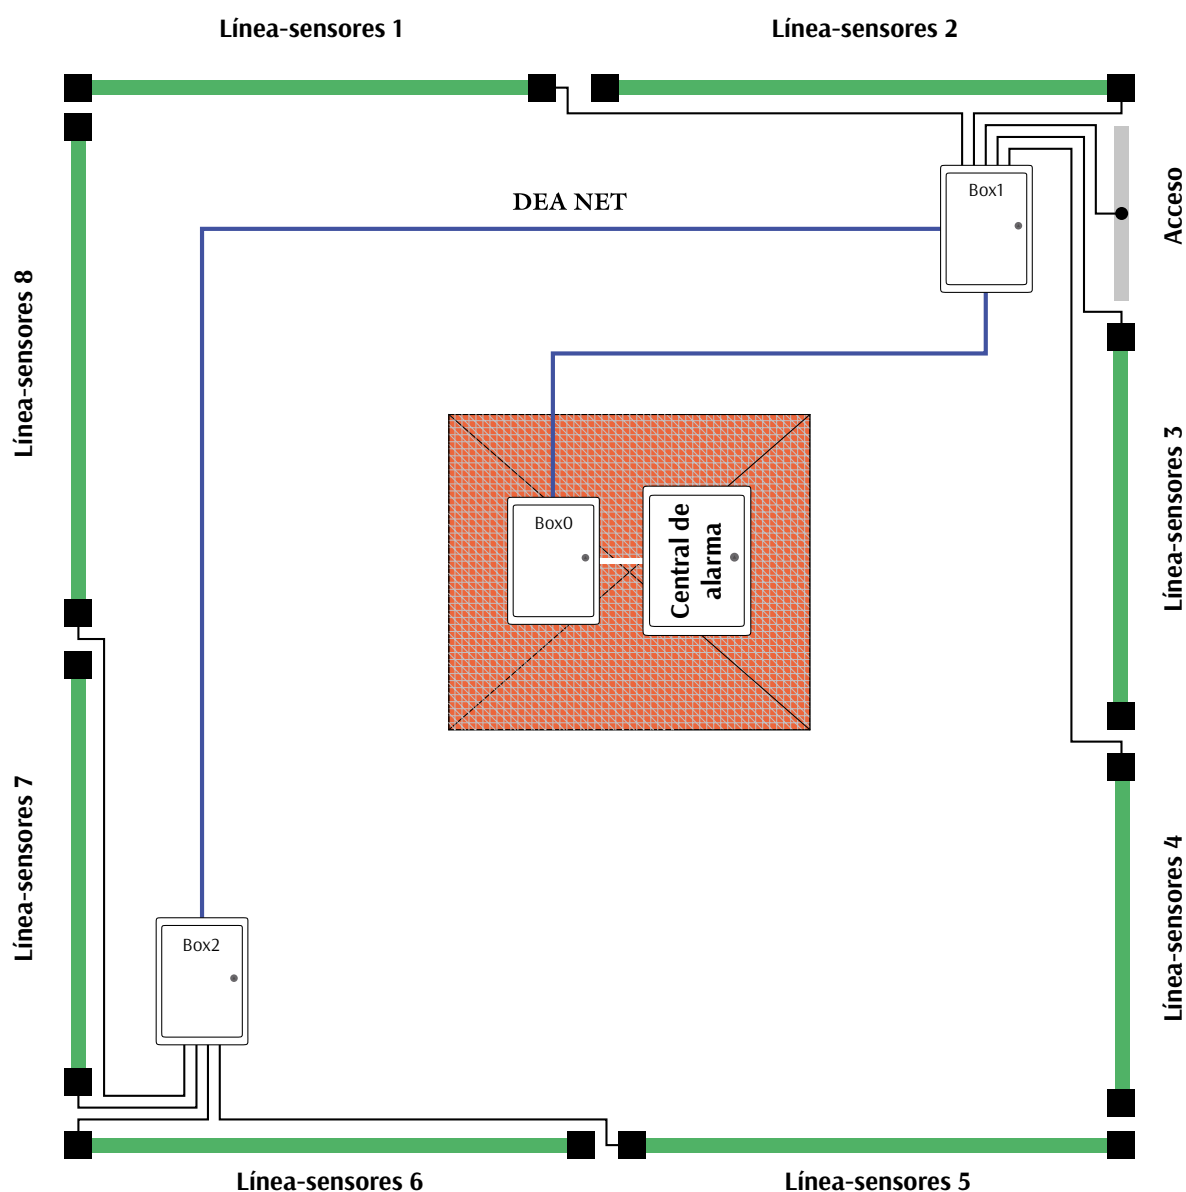 Línea-sensores 1
Línea-sensores 2
Acceso
Box1
DEA NET
Línea-sensores 8
Línea-sensores 3
Box0
Central de
alarma
Línea-sensores 7
Línea-sensores 4
Box2
Línea-sensores 6
Línea-sensores 5